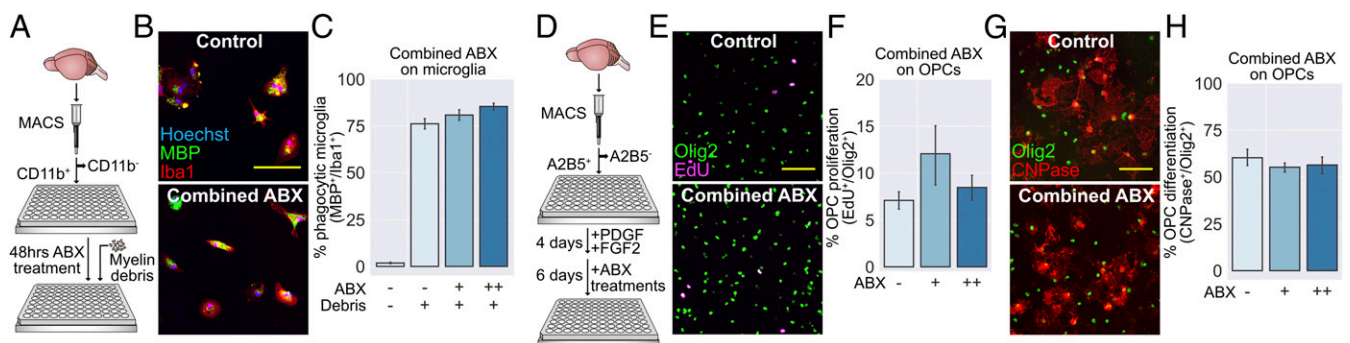 A
MACS
CD11b⁻
CD11b⁺
48hrs ABX
treatment
Myelin
debris
B
Control
Hoechst
MBP
Iba1
Combined ABX
C
Combined ABX
on microglia
% phagocytic microglia
(MBP⁺/Iba1⁺)
100
75
50
25
0
ABX - - + ++
Debris - + + +
D
MACS
A2B5⁺
A2B5⁻
4 days
+PDGF
+FGF2
6 days
+ABX
treatments
E
Control
Olig2
EdU
Combined ABX
F
Combined ABX
on OPCs
% OPC proliferation
(EdU⁺/Olig2⁺)
20
15
10
5
0
ABX - + ++
G
Control
Olig2
CNPase
Combined ABX
H
Combined ABX
on OPCs
% OPC differentiation
(CNPase⁺/Olig2⁺)
100
75
50
25
0
ABX - + ++